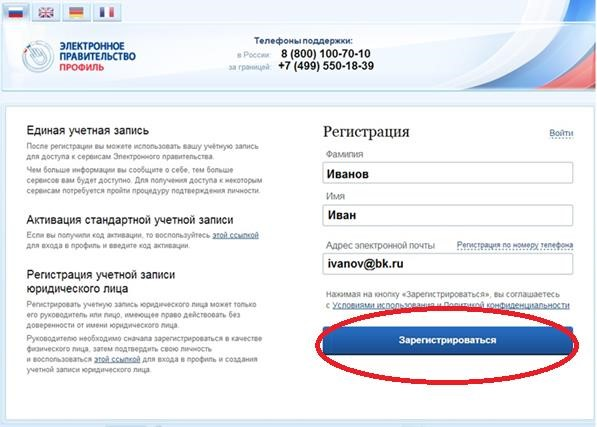 ЭЛЕКТРОННОЕ
ПРАВИТЕЛЬСТВО
ПРОФИЛЬ
Телефоны поддержки:
в России: 8 (800) 100-70-10
за границей: +7 (499) 550-18-39
Единая учетная запись
После регистрации вы можете использовать вашу учётную запись
для доступа к сервисам Электронного правительства.
Чем больше информации вы сообщите о себе, тем больше
сервисов вам будет доступно. Для получения доступа к некоторым
сервисам потребуется пройти процедуру подтверждения личности.
Активация стандартной учетной записи
Если вы получили код активации, то воспользуйтесь этой ссылкой
для входа в профиль и введите код активации.
Регистрация учетной записи
юридического лица
Регистрировать учетную запись юридического лица может только
его руководитель или лицо, имеющее право действовать без
доверенности от имени юридического лица.
Руководителю необходимо сначала зарегистрироваться в качестве
физического лица, затем подтвердить свою личность
и воспользоваться этой ссылкой для входа в профиль и создания
учетной записи юридического лица.
Регистрация
Войти
Фамилия
Иванов
Имя
Иван
Адрес электронной почты
Регистрация по номеру телефона
ivanov@bk.ru
Нажимая на кнопку «Зарегистрироваться», вы соглашаетесь
с Условиями использования и Политикой конфиденциальности
Зарегистрироваться